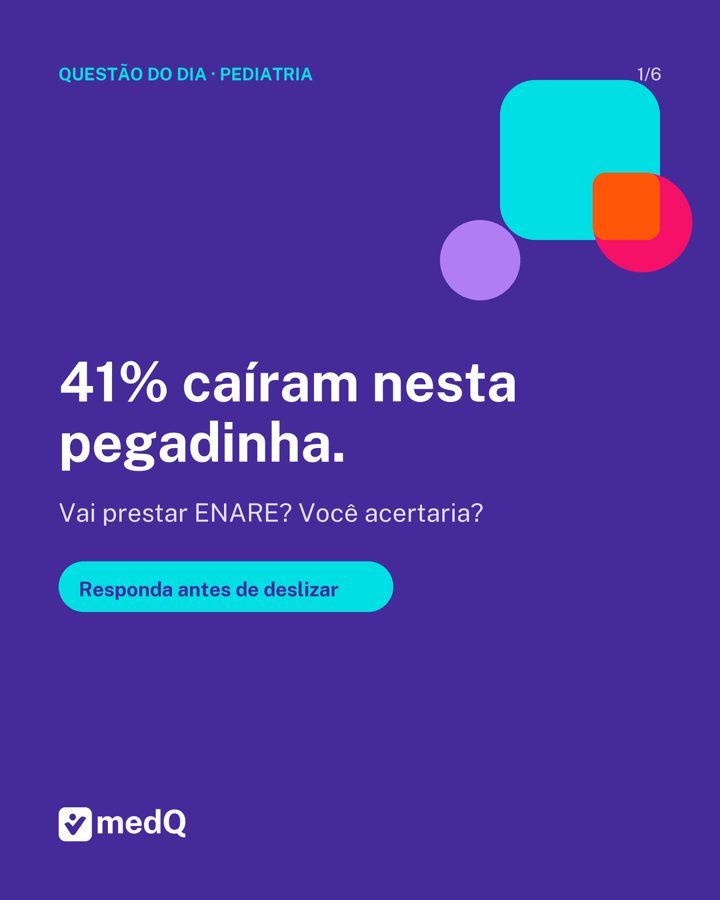 QUESTÃO DO DIA · PEDIATRIA
1/6
41% caíram nesta
pegadinha.
Vai prestar ENARE? Você acertaria?
Responda antes de deslizar
medQ